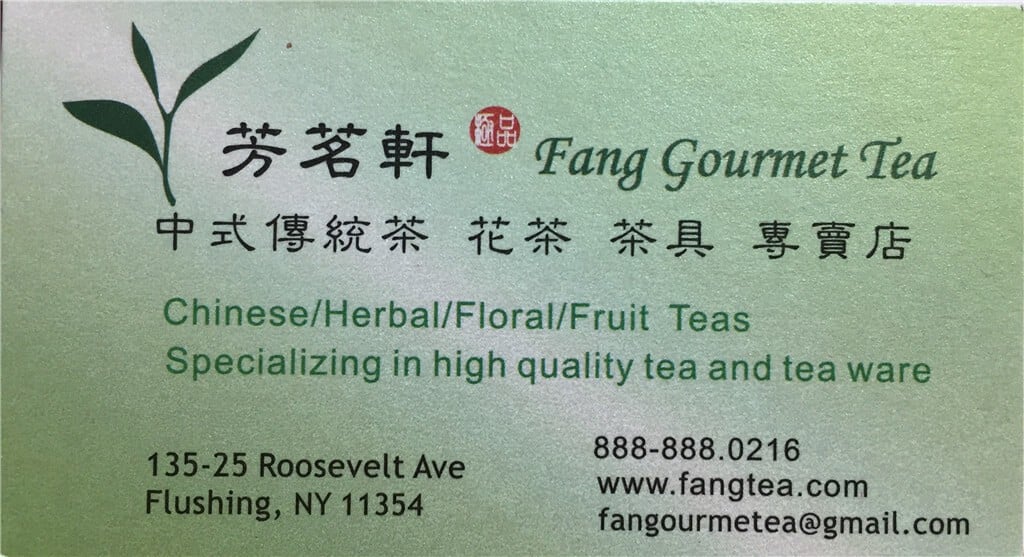 芳茗軒 極品 Fang Gourmet Tea
中式傳統茶 花茶 茶具 專賣店
Chinese/Herbal/Floral/Fruit Teas
Specializing in high quality tea and tea ware
135-25 Roosevelt Ave
Flushing, NY 11354
888-888.0216
www.fangtea.com
fangourmetea@gmail.com